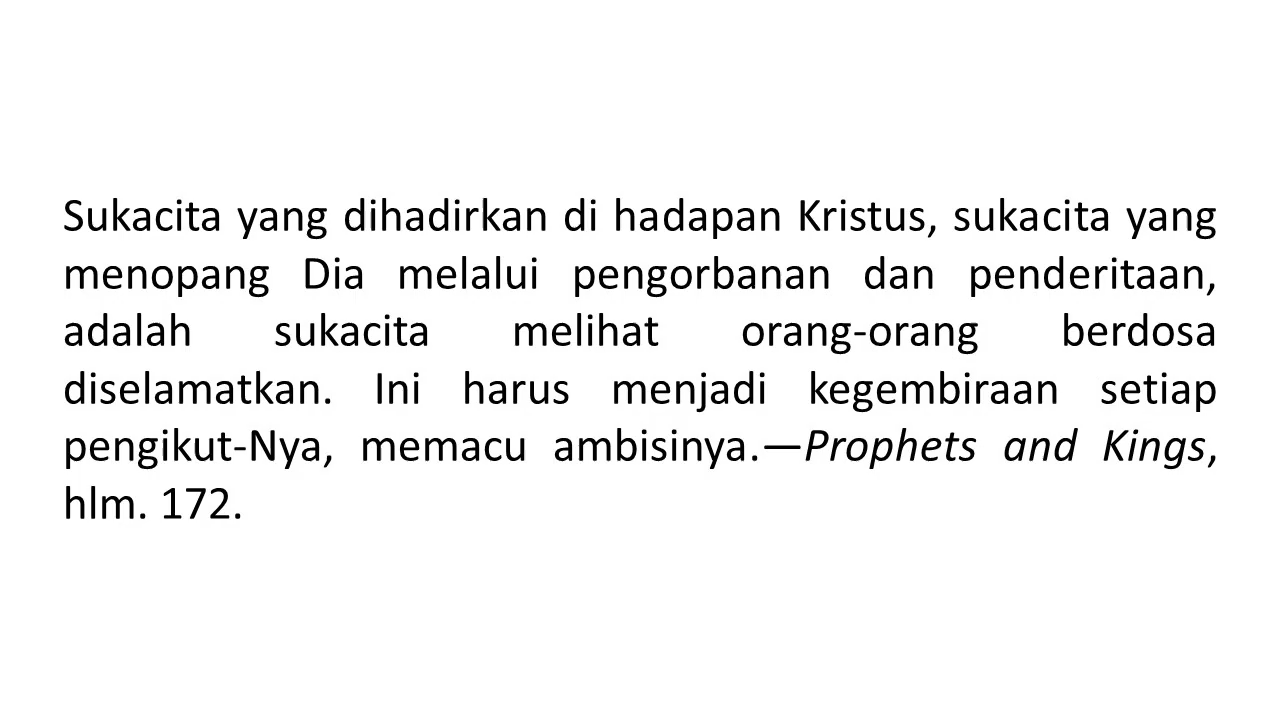 Sukacita yang dihadirkan di hadapan Kristus, sukacita yang
menopang Dia melalui pengorbanan dan penderitaan,
adalah sukacita melihat orang-orang berdosa
diselamatkan. Ini harus menjadi kegembiraan setiap
pengikut-Nya, memacu ambisinya.—Prophets and Kings,
hlm. 172.